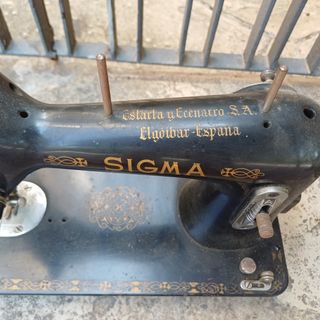 Estarta y Ecenarro S.A.
Elgoibar-España
SIGMA